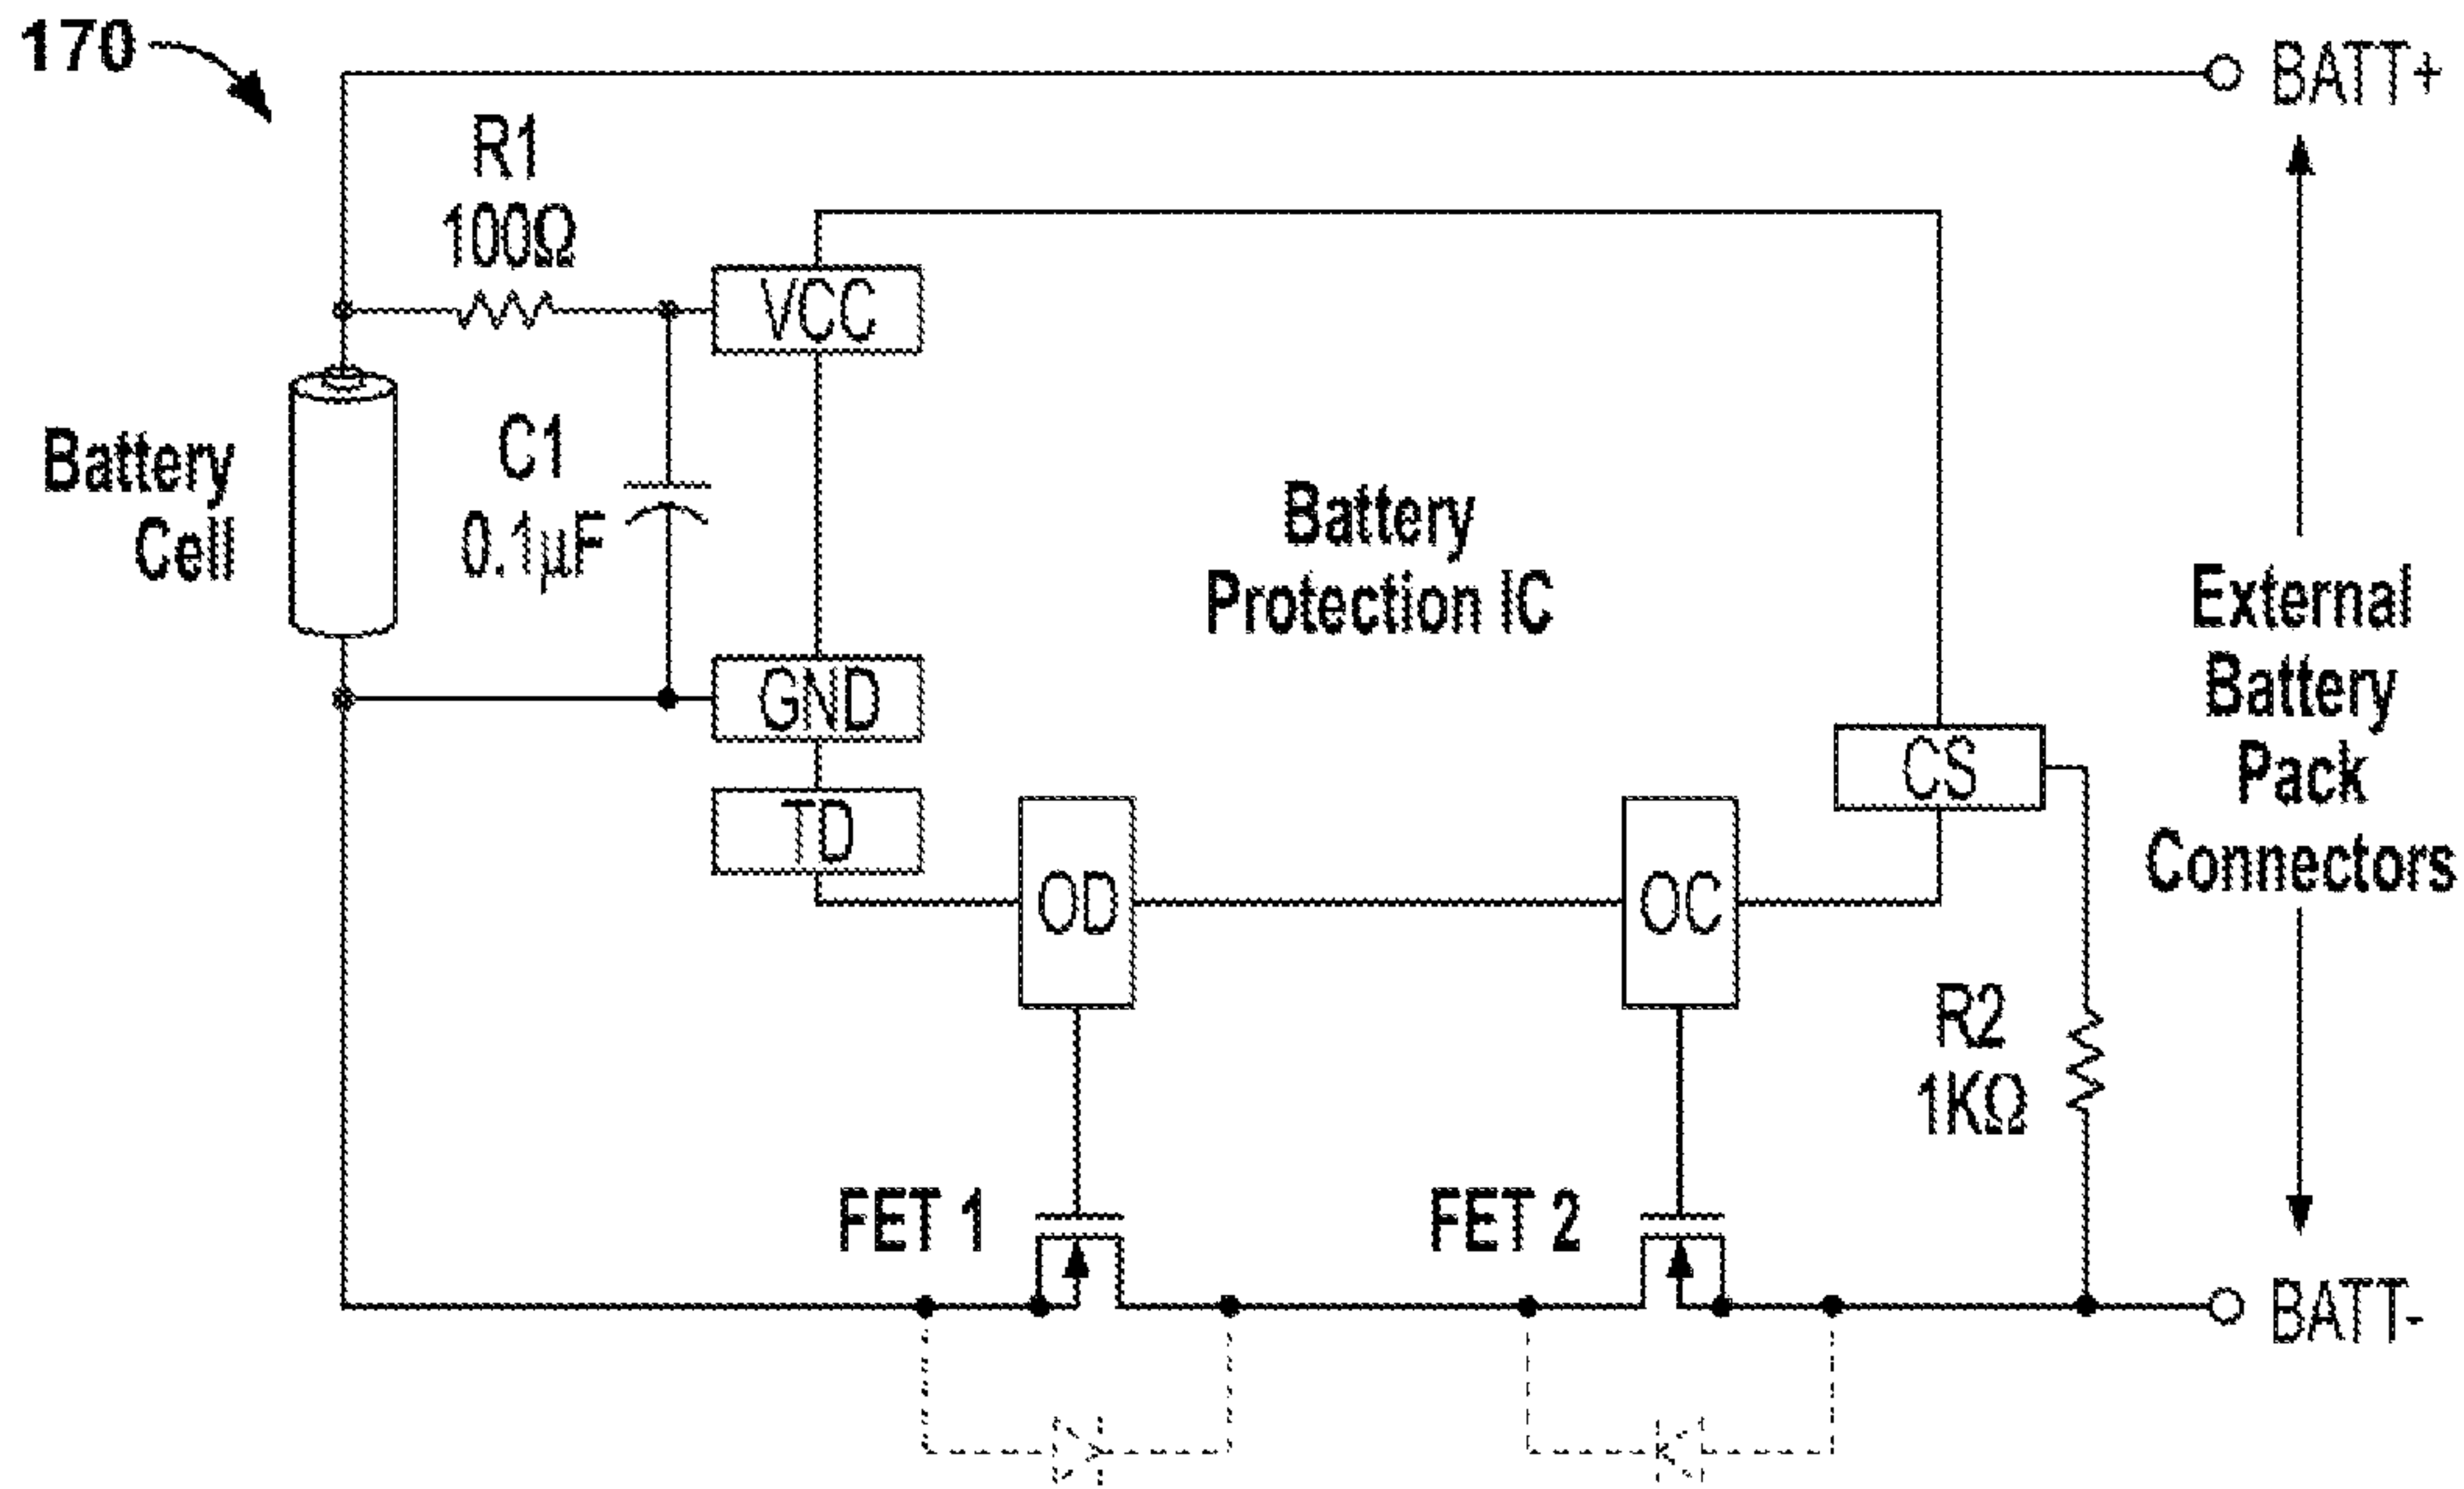 170
BATT+
R1
100Ω
VCC
Battery
Cell
C1
0.1µF
Battery
Protection IC
External
Battery
Pack
Connectors
GND
TD
CS
OD
OC
R2
1KΩ
FET 1
FET 2
BATT-